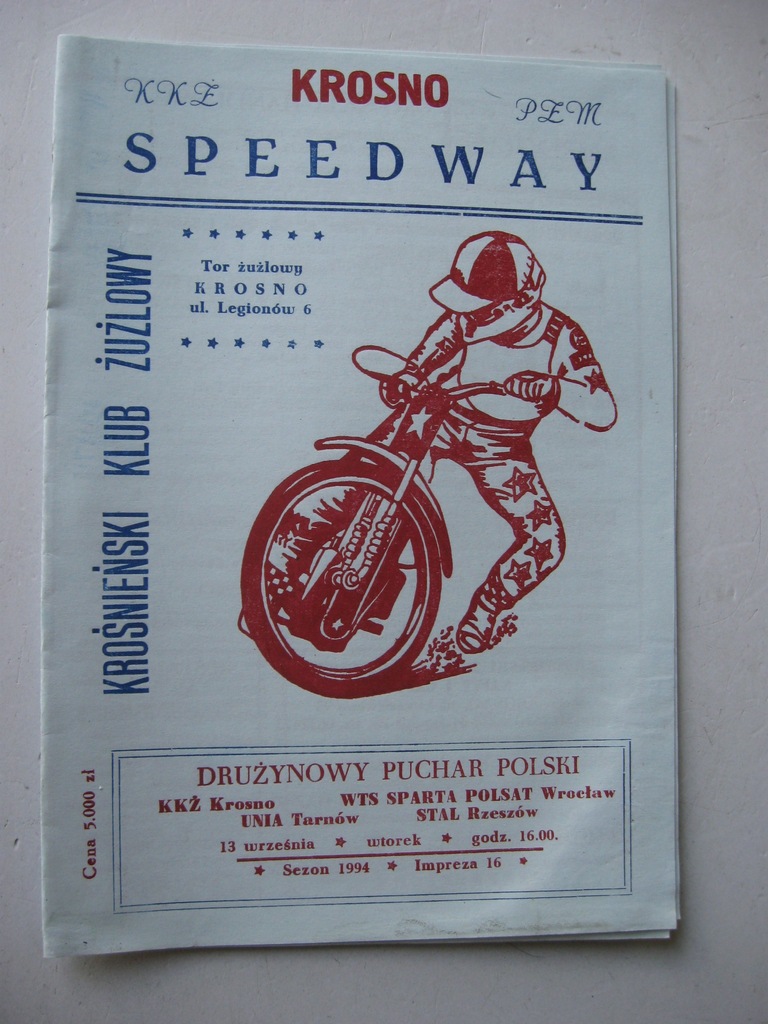 KKŻ KROSNO PZM
SPEEDWAY
KROŚNIEŃSKI KLUB ŻUŻLOWY
Tor żużlowy
KROSNO
ul. Legionów 6
Cena 5.000 zł
DRUŻYNOWY PUCHAR POLSKI
KKŻ Krosno WTS SPARTA POLSAT Wrocław
UNIA Tarnów STAL Rzeszów
13 września ★ wtorek ★ godz. 16.00.
★ Sezon 1994 ★ Impreza 16 ★